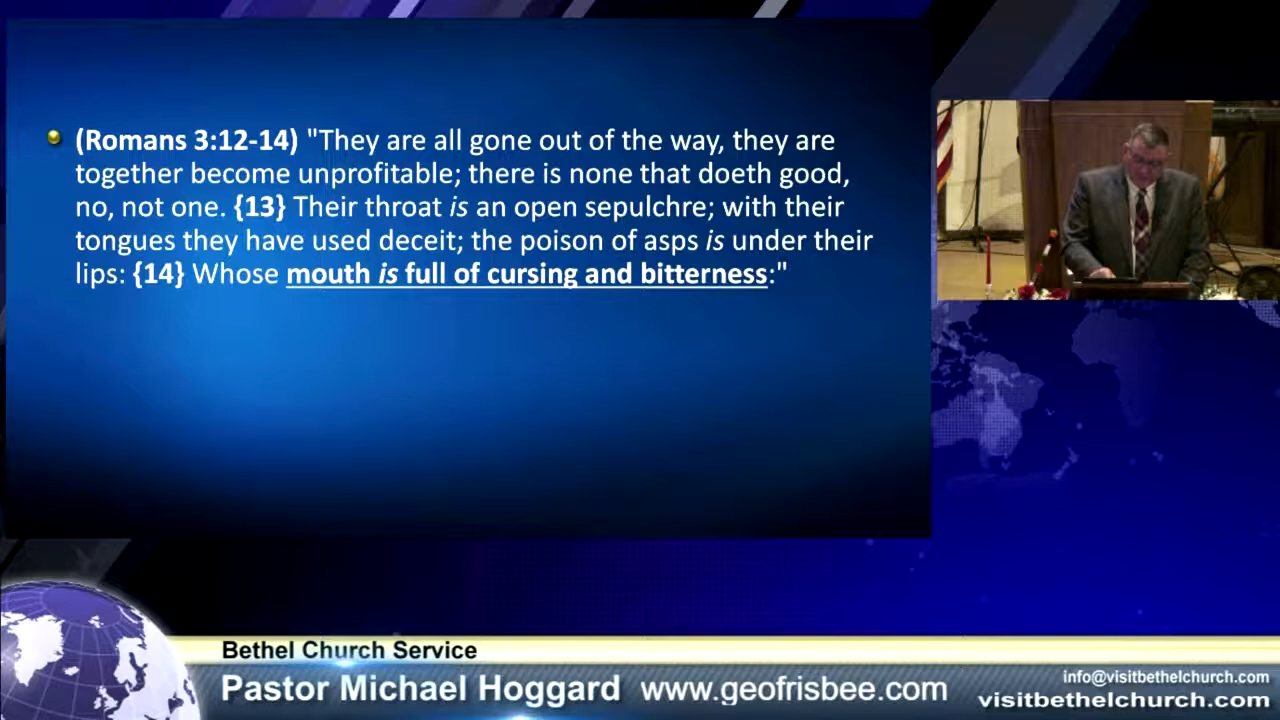 (Romans 3:12-14) "They are all gone out of the way, they are
together become unprofitable; there is none that doeth good,
no, not one. {13} Their throat is an open sepulchre; with their
tongues they have used deceit; the poison of asps is under their
lips: {14} Whose mouth is full of cursing and bitterness:"
Bethel Church Service
Pastor Michael Hoggard www.geofrisbee.com
info@visitbethelchurch.com
visitbethelchurch.com